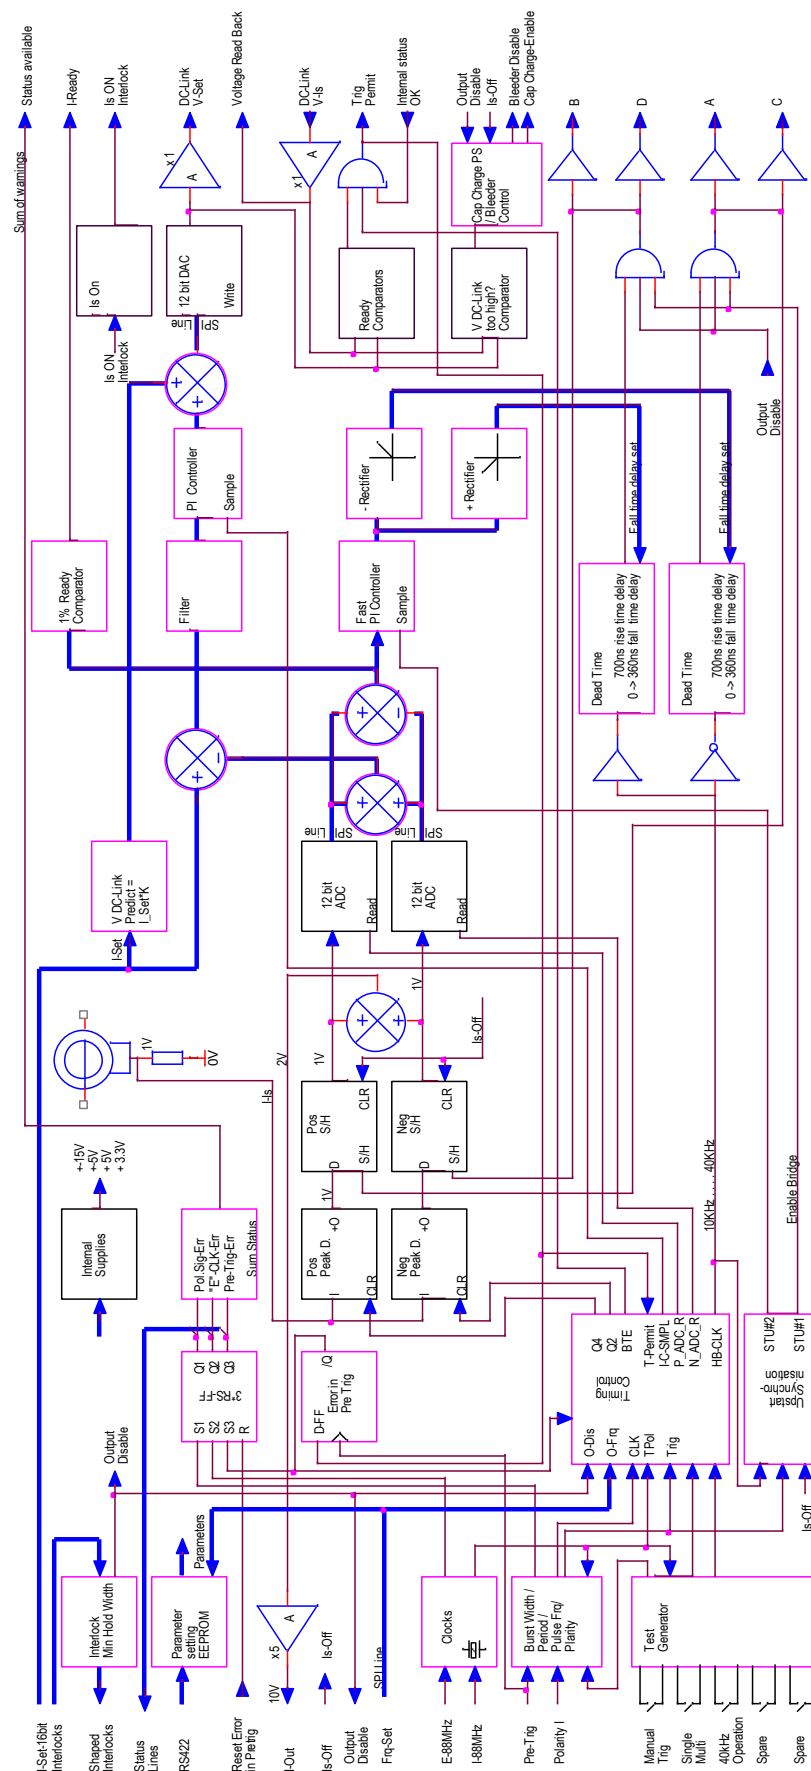 Status available
Sum of warnings
I-Ready
Is ON
Interlock
DC-Link
V-Set
Voltage Read Back
DC-Link
V-Is
Trig
Permit
Internal status
OK
Output
Disable
Is-Off
Bleeder Disable
Cap Charge-Enable
B
D
A
C
x 1
A
x 1
A
Is On
12 bit DAC
Write
SPI
Line
Is ON
Interlock
Ready
Comparators
Cap Charge PS
/ Bleeder
Control
V DC-Link
too high?
Comparator
Output
Disable
+
+
PI Controller
Sample
- Rectifier
+ Rectifier
Fall time delay set
Fall time delay set
1% Ready
Comparator
Filter
Fast
PI Controller
Sample
Dead Time
700ns rise time delay
0 -> 360ns fall time delay
Dead Time
700ns rise time delay
0 -> 360ns fall time delay
+
-
+
-
+
+
V DC-Link
Predict =
I_Set*K
I-Set
SPI
Line
SPI
Line
12 bit
ADC
Read
12 bit
ADC
Read
1V
0V
I-Is
2V
1V
1V
+
+
Is-Off
Pos
S/H
CLR
D
S/H
Neg
S/H
CLR
D
S/H
+-15V
+-5V
+ 5V
+ 3.3V
Internal
Supplies
Pol.Sig-Err
"E"-CLK-Err
Pre-Trig-Err
Sum Status
1V
Pos
Peak D.
+O
I
CLR
Neg
Peak D.
+O
I
CLR
10KHz . . . . 40KHz
Enable Bridge
Q1
Q2
Q3
3*RS-FF
S1
S2
S3
R
/Q
Error in
Pre Trig
D-FF
Q4
Q2
BTE
T-Permit
I-C-SMPL
P_ADC_R
N_ADC_R
HB-CLK
Timing
Control
O-Dis
O-Frq
CLK
TPol
Trig
STU#2
STU#1
Upstart
Synchro-
nisation
Is-Off
Output
Disable
Interlock
Min Hold Width
Parameters
Parameter
setting
EEPROM
A
x5
10V
Is-Off
SPI Line
Clocks
Burst Width /
Period /
Pulse Frq/
Plarity
Test
Generator
I-Set-16bit
Interlocks
Shaped
Interlocks
Status
Lines
RS422
Reset Error
in Pretrig
I-Out
Is-Off
Output
Disable
Frq-Set
E-88MHz
I-88MHz
Pre-Trig
Polarity I
Manual
Trig
Single
Multi
40kHz
Operation
Spare
Spare